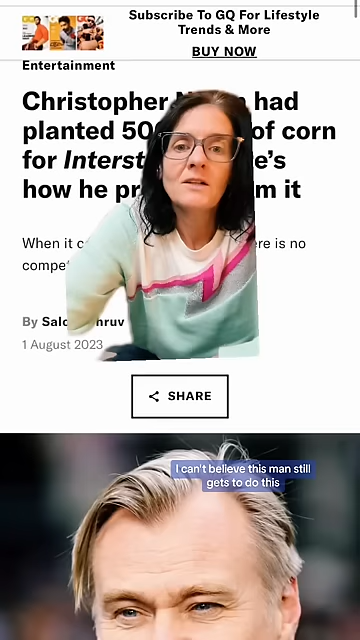 Subscribe To GQ For Lifestyle
Trends & More
BUY NOW
Entertainment
Christopher had
planted 50 of corn
for Interst e's
how he pr m it
When it c ere is no
compet
By Salo nruv
1 August 2023
SHARE
I can't believe this man still
gets to do this